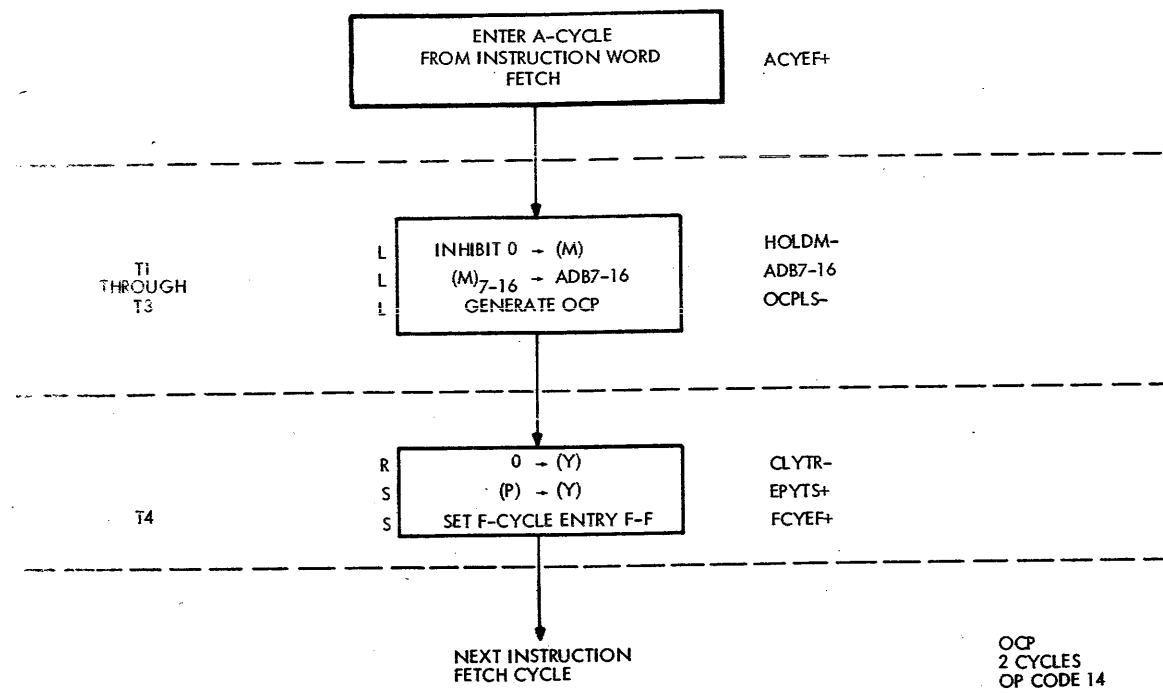 ENTER A-CYCLE
FROM INSTRUCTION WORD
FETCH
ACYEF+
T1
THROUGH
T3
L INHIBIT 0 → (M) HOLDM-
L (M)7-16 → ADB7-16 ADB7-16
L GENERATE OCP OCPLS-
T4
R 0 → (Y) CLYTR-
S (P) → (Y) EPYTS+
S SET F-CYCLE ENTRY F-F FCYEF+
NEXT INSTRUCTION
FETCH CYCLE
OCP
2 CYCLES
OP CODE 14